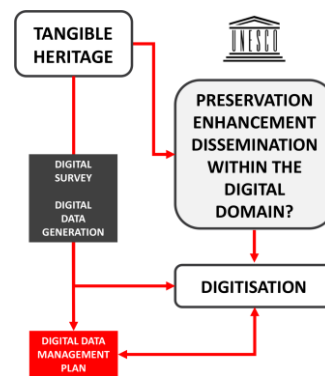 TANGIBLE
HERITAGE
UNESCO
PRESERVATION
ENHANCEMENT
DISSEMINATION
WITHIN THE
DIGITAL
DOMAIN?
DIGITAL
SURVEY
DIGITAL
DATA
GENERATION
DIGITISATION
DIGITAL DATA
MANAGEMENT
PLAN